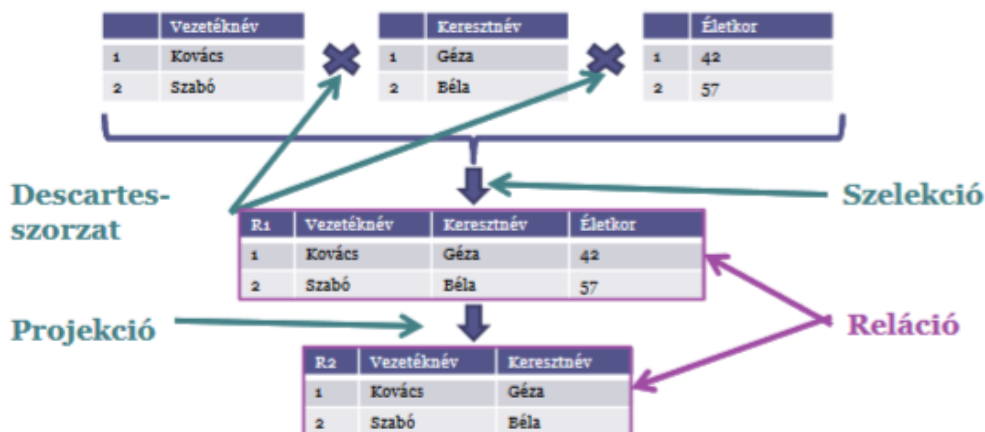 Vezetéknév
1 Kovács
2 Szabó
Keresztnév
1 Géza
2 Béla
Életkor
1 42
2 57
Descartes-
szorzat
Szelekció
R1 Vezetéknév Keresztnév Életkor
1 Kovács Géza 42
2 Szabó Béla 57
Projekció
Reláció
R2 Vezetéknév Keresztnév
1 Kovács Géza
2 Szabó Béla